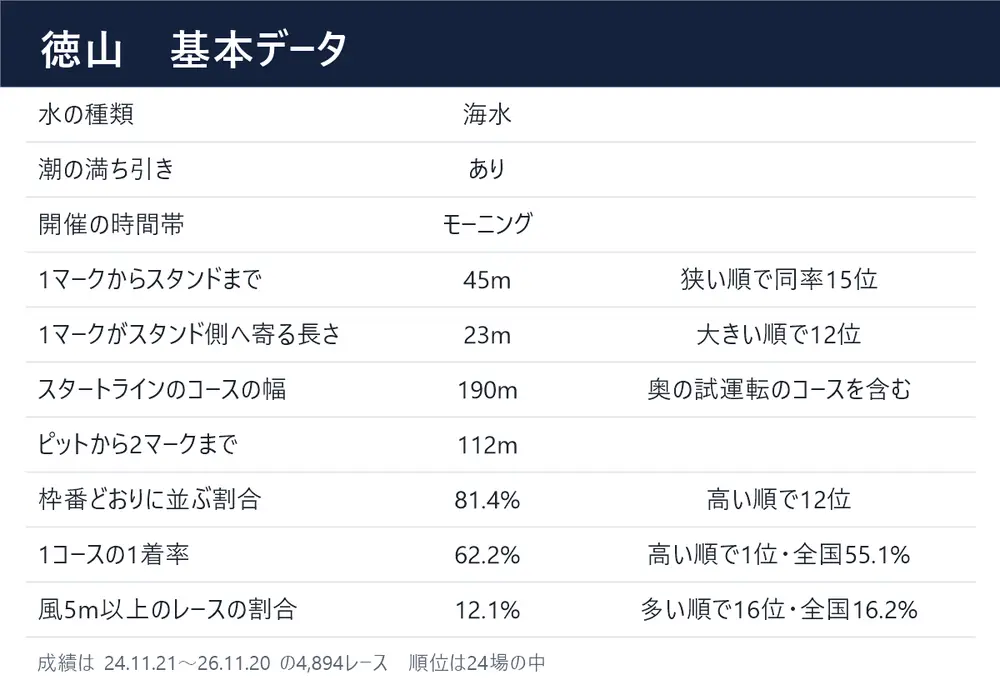 徳山　基本データ
水の種類　海水
潮の満ち引き　あり
開催の時間帯　モーニング
1マークからスタンドまで　45m　狭い順で同率15位
1マークがスタンド側へ寄る長さ　23m　大きい順で12位
スタートラインのコースの幅　190m　奥の試運転のコースを含む
ピットから2マークまで　112m
枠番どおりに並ぶ割合　81.4%　高い順で12位
1コースの1着率　62.2%　高い順で1位・全国55.1%
風5m以上のレースの割合　12.1%　多い順で16位・全国16.2%
成績は 24.11.21～26.11.20 の4,894レース　順位は24場の中